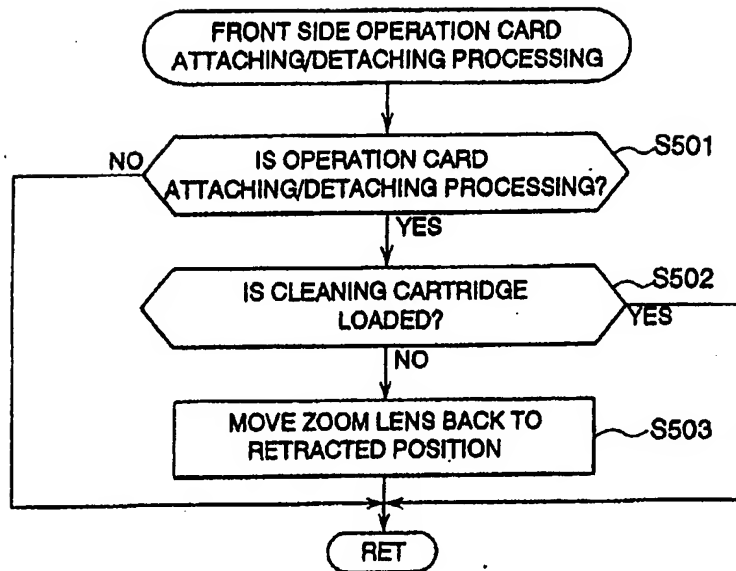 FRONT SIDE OPERATION CARD
ATTACHING/DETACHING PROCESSING
S501
NO
IS OPERATION CARD
ATTACHING/DETACHING PROCESSING?
YES
S502
IS CLEANING CARTRIDGE
LOADED?
YES
NO
MOVE ZOOM LENS BACK TO
RETRACTED POSITION
S503
RET